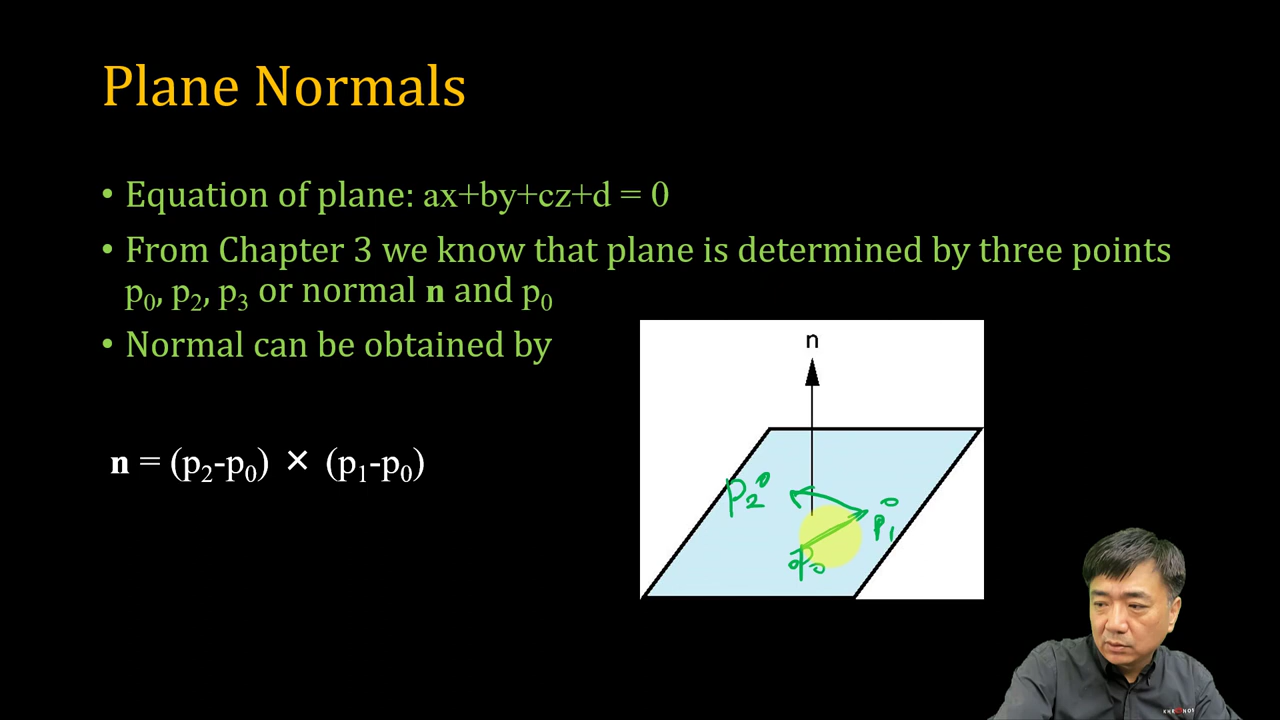 Plane Normals
• Equation of plane: ax+by+cz+d = 0
• From Chapter 3 we know that plane is determined by three points
p₀, p₂, p₃ or normal n and p₀
• Normal can be obtained by
n
n = (p₂-p₀) × (p₁-p₀)
p₂
p₁
p₀
KHRONOS